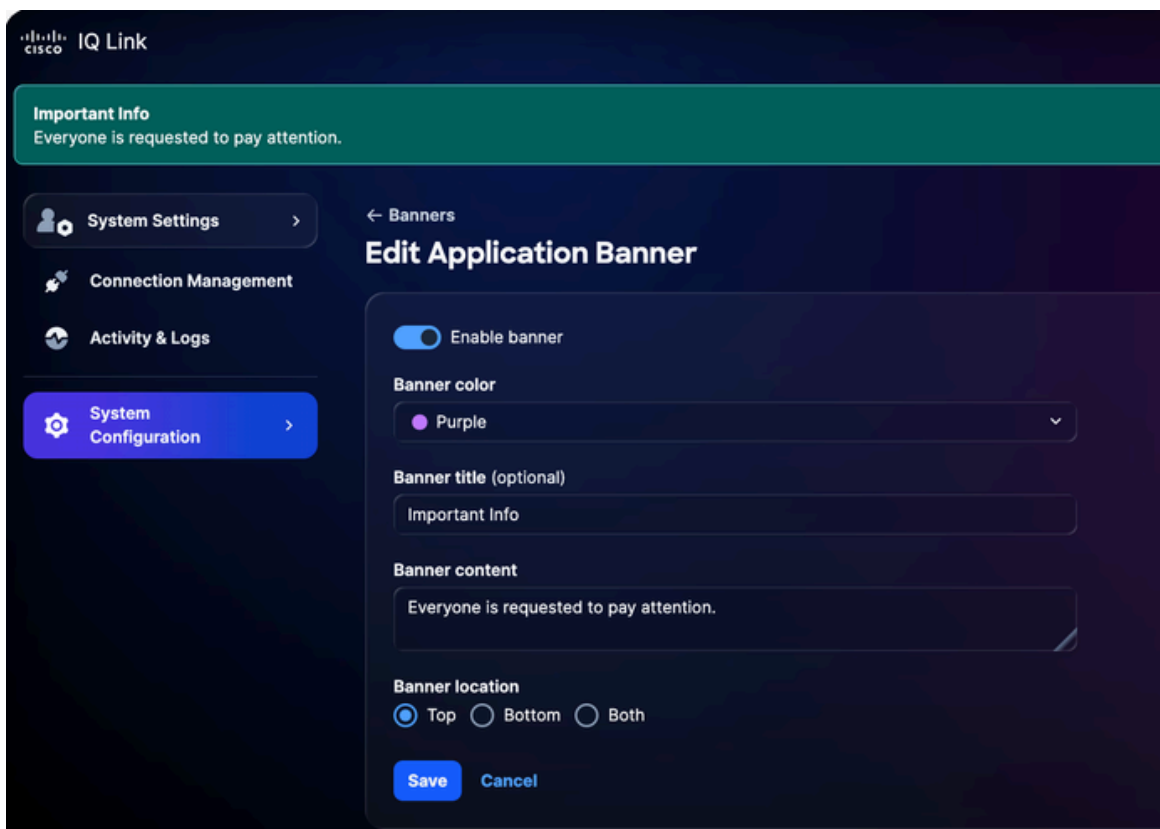 cisco IQ Link
Important Info
Everyone is requested to pay attention.
System Settings
Connection Management
Activity & Logs
System
Configuration
← Banners
Edit Application Banner
Enable banner
Banner color
Purple
Banner title (optional)
Important Info
Banner content
Everyone is requested to pay attention.
Banner location
Top Bottom Both
Save Cancel